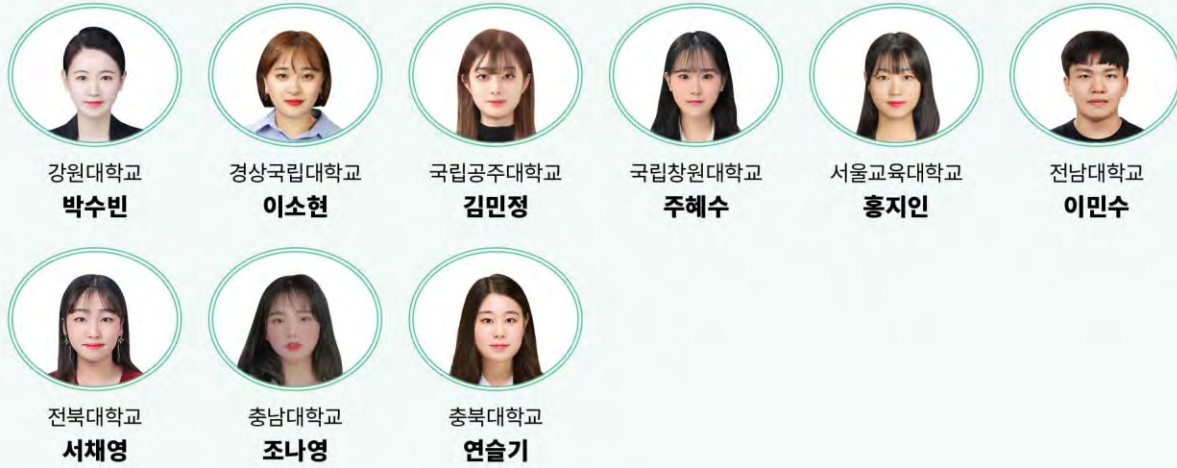 강원대학교
박수빈
경상국립대학교
이소현
국립공주대학교
김민정
국립창원대학교
주혜수
서울교육대학교
홍지인
전남대학교
이민수
전북대학교
서채영
충남대학교
조나영
충북대학교
연슬기